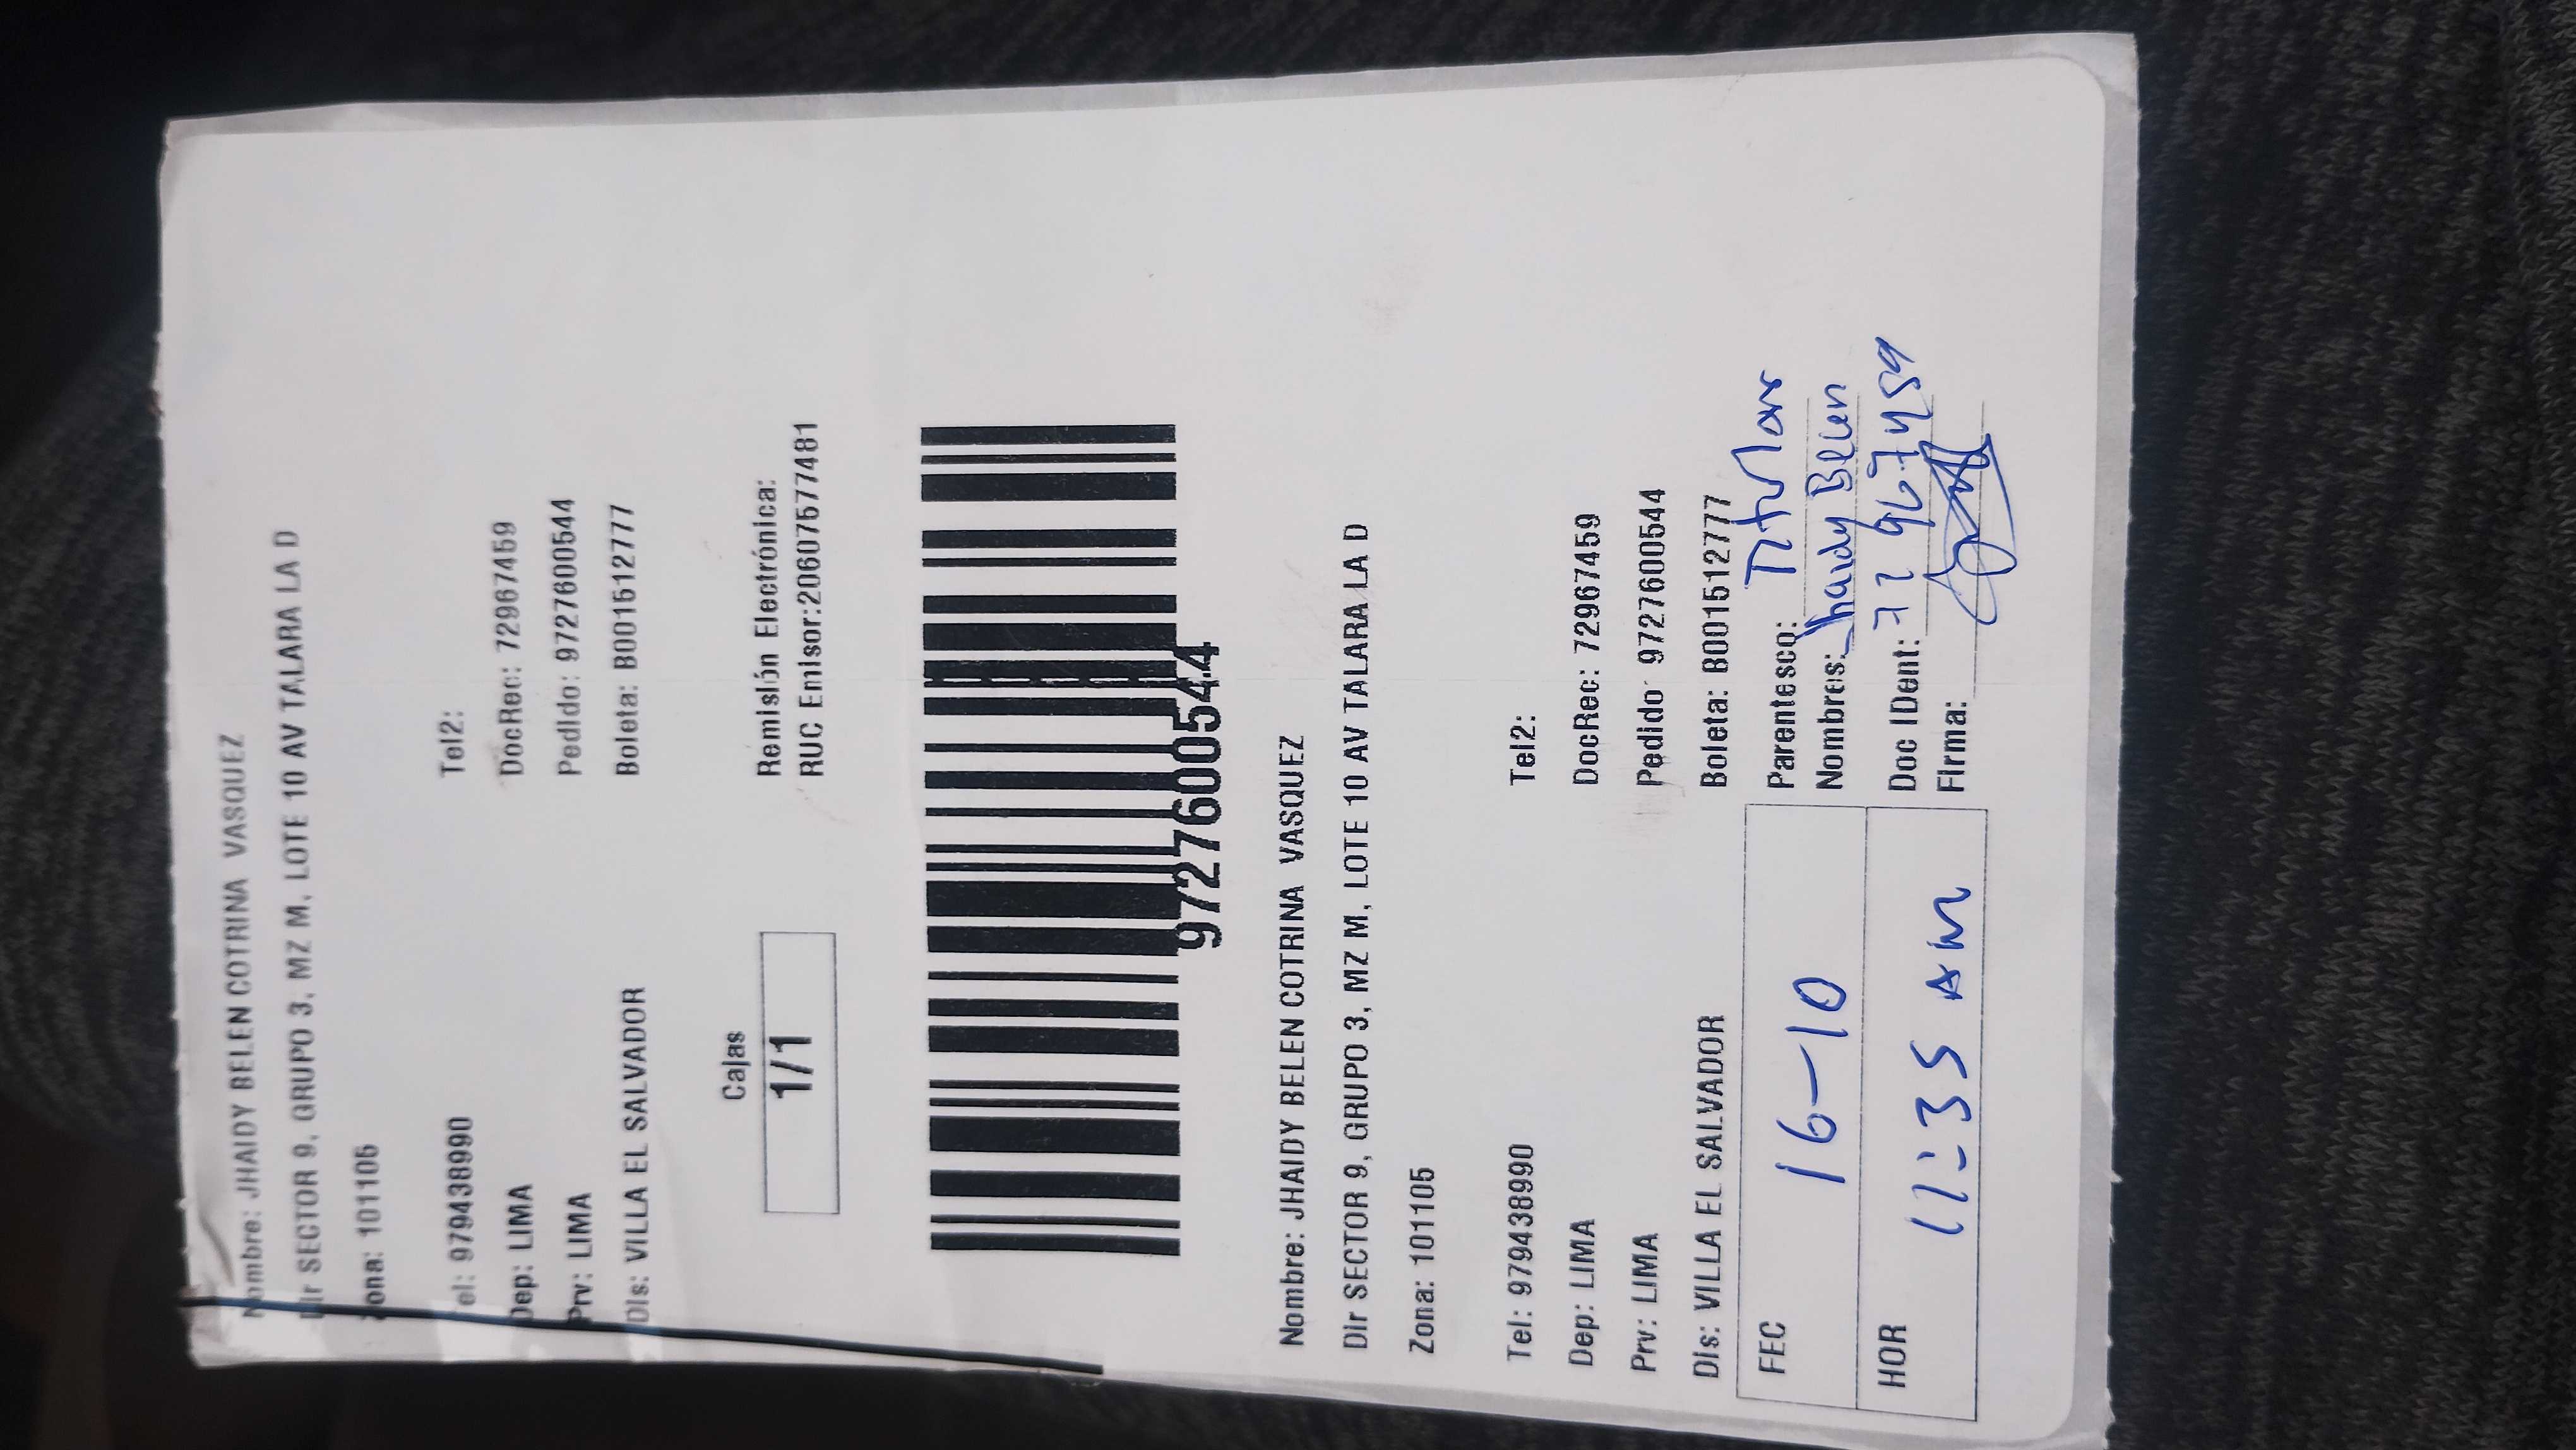 Nombre: JHAIDY BELEN COTRINA VASQUEZ
Dir SECTOR 9, GRUPO 3, MZ M, LOTE 10 AV TALARA LA D
Zona: 101105
Tel: 979438990 Tel2:
Dep: LIMA DocRec: 72967459
Prv: LIMA Pedido: 9727600544
Dis: VILLA EL SALVADOR Boleta: B001512777
Cajas
1/1
Remisión Electrónica:
RUC Emisor:20607577481
9727600544
Nombre: JHAIDY BELEN COTRINA VASQUEZ
Dir SECTOR 9, GRUPO 3, MZ M, LOTE 10 AV TALARA LA D
Zona: 101105
Tel: 979438990 Tel2:
Dep: LIMA DocRec: 72967459
Prv: LIMA Pedido: 9727600544
Dis: VILLA EL SALVADOR Boleta: B001512777
FEC 16-10
HOR 11:35 AM
Parentesco: Titular
Nombres: Jhaidy Belen
Doc IDent: 72967459
Firma: